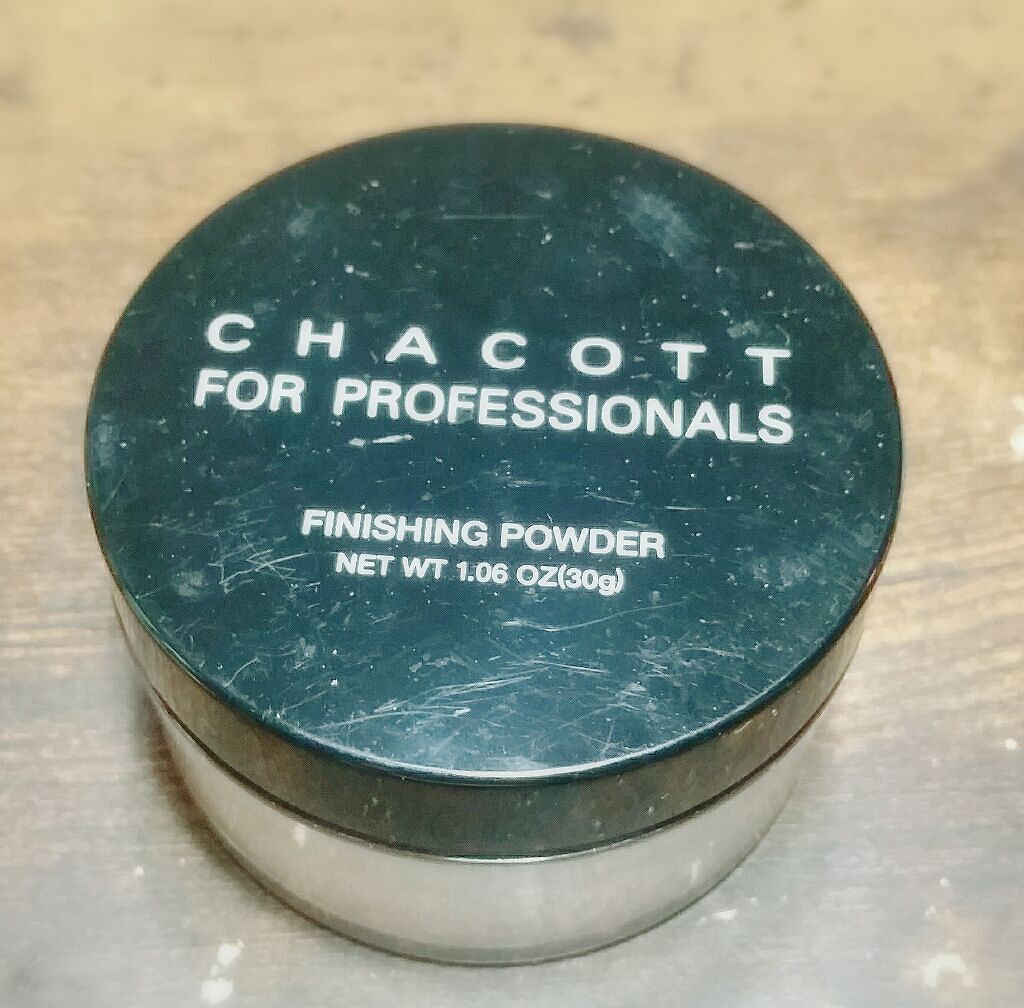 CHACOTT
FOR PROFESSIONALS
FINISHING POWDER
NET WT 1.06 OZ(30g)